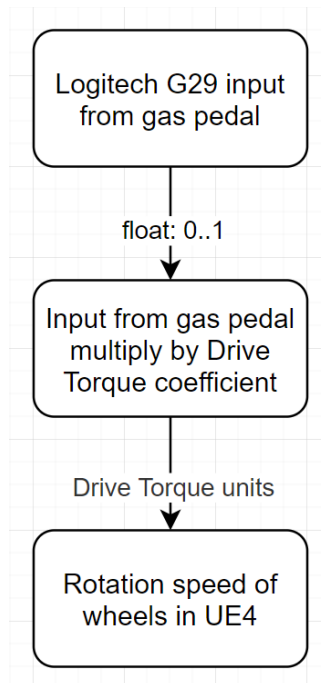 Logitech G29 input
from gas pedal
float: 0..1
Input from gas pedal
multiply by Drive
Torque coefficient
Drive Torque units
Rotation speed of
wheels in UE4